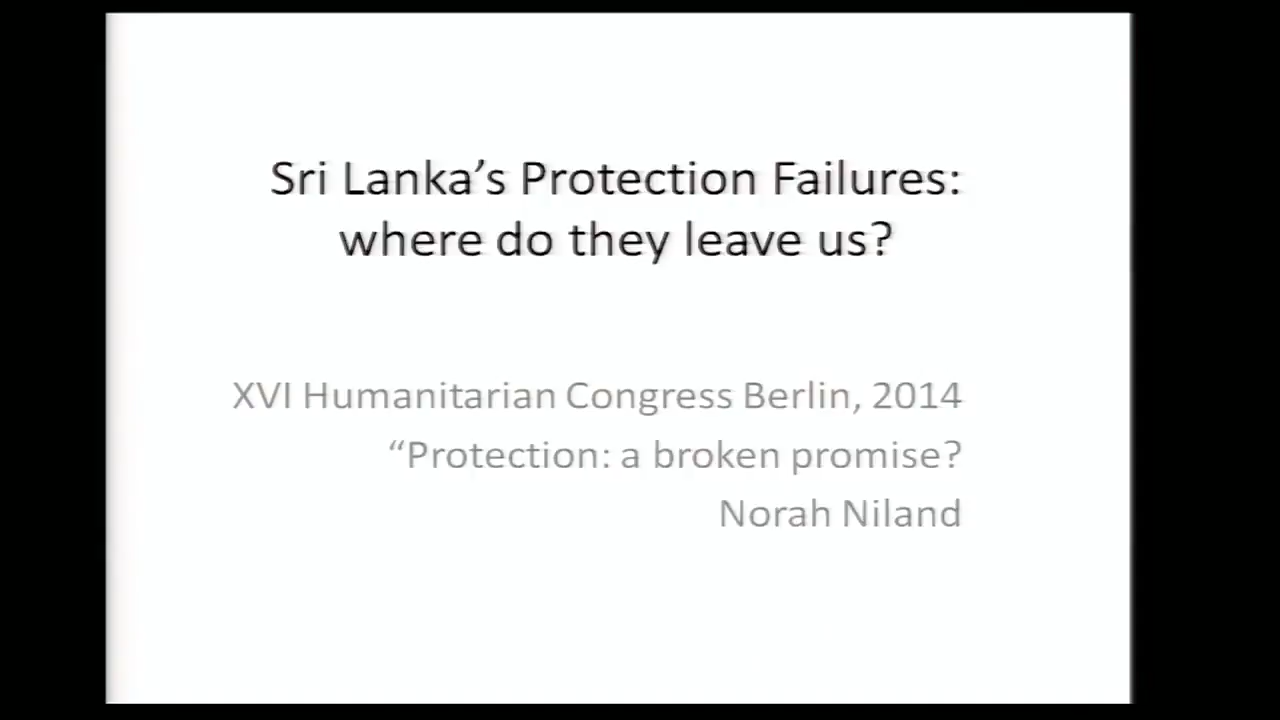 Sri Lanka’s Protection Failures:
where do they leave us?
XVI Humanitarian Congress Berlin, 2014
“Protection: a broken promise?
Norah Niland